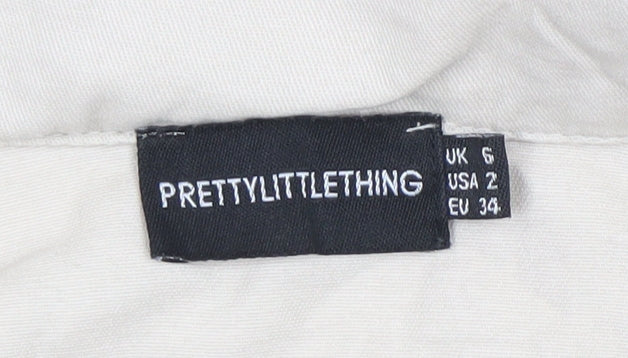 PRETTYLITTLETHING
UK 6
USA 2
EU 34